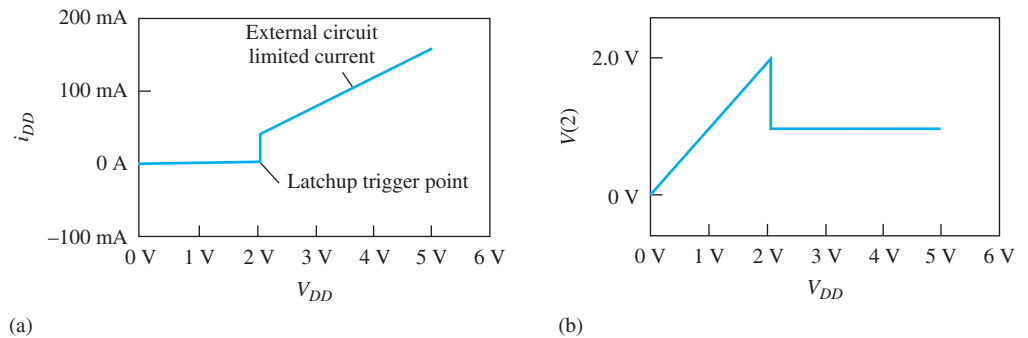 200 mA
100 mA
0 A
−100 mA
i_DD
External circuit
limited current
Latchup trigger point
0 V 1 V 2 V 3 V 4 V 5 V 6 V
V_DD
(a)
2.0 V
0 V
V(2)
0 V 1 V 2 V 3 V 4 V 5 V 6 V
V_DD
(b)